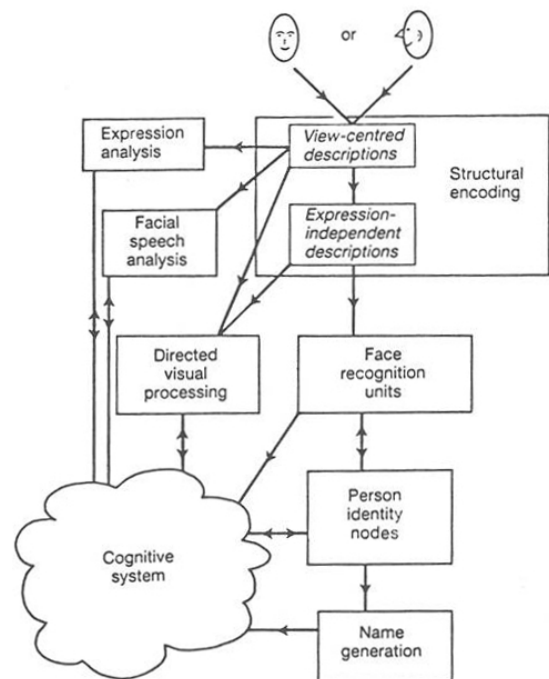 or
View-centred
descriptions
Expression
analysis
Structural
encoding
Expression-
independent
descriptions
Facial
speech
analysis
Directed
visual
processing
Face
recognition
units
Cognitive
system
Person
identity
nodes
Name
generation